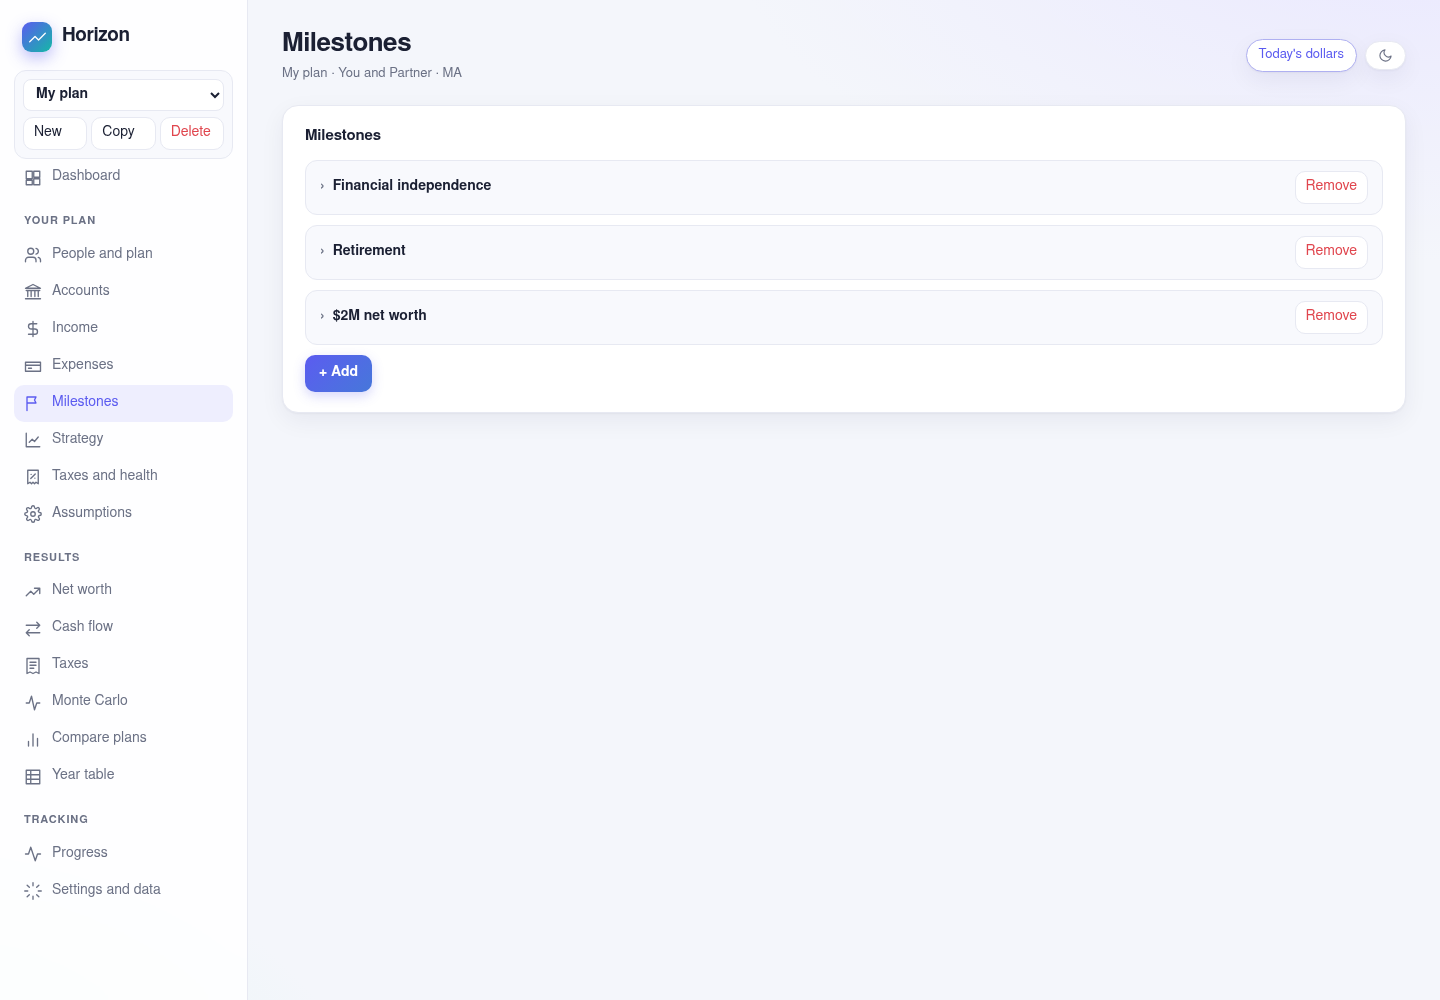 Horizon
My plan
New
Copy
Delete
Dashboard
YOUR PLAN
People and plan
Accounts
Income
Expenses
Milestones
Strategy
Taxes and health
Assumptions
RESULTS
Net worth
Cash flow
Taxes
Monte Carlo
Compare plans
Year table
TRACKING
Progress
Settings and data
Milestones
My plan · You and Partner · MA
Today's dollars
Milestones
› Financial independence
Remove
› Retirement
Remove
› $2M net worth
Remove
+ Add